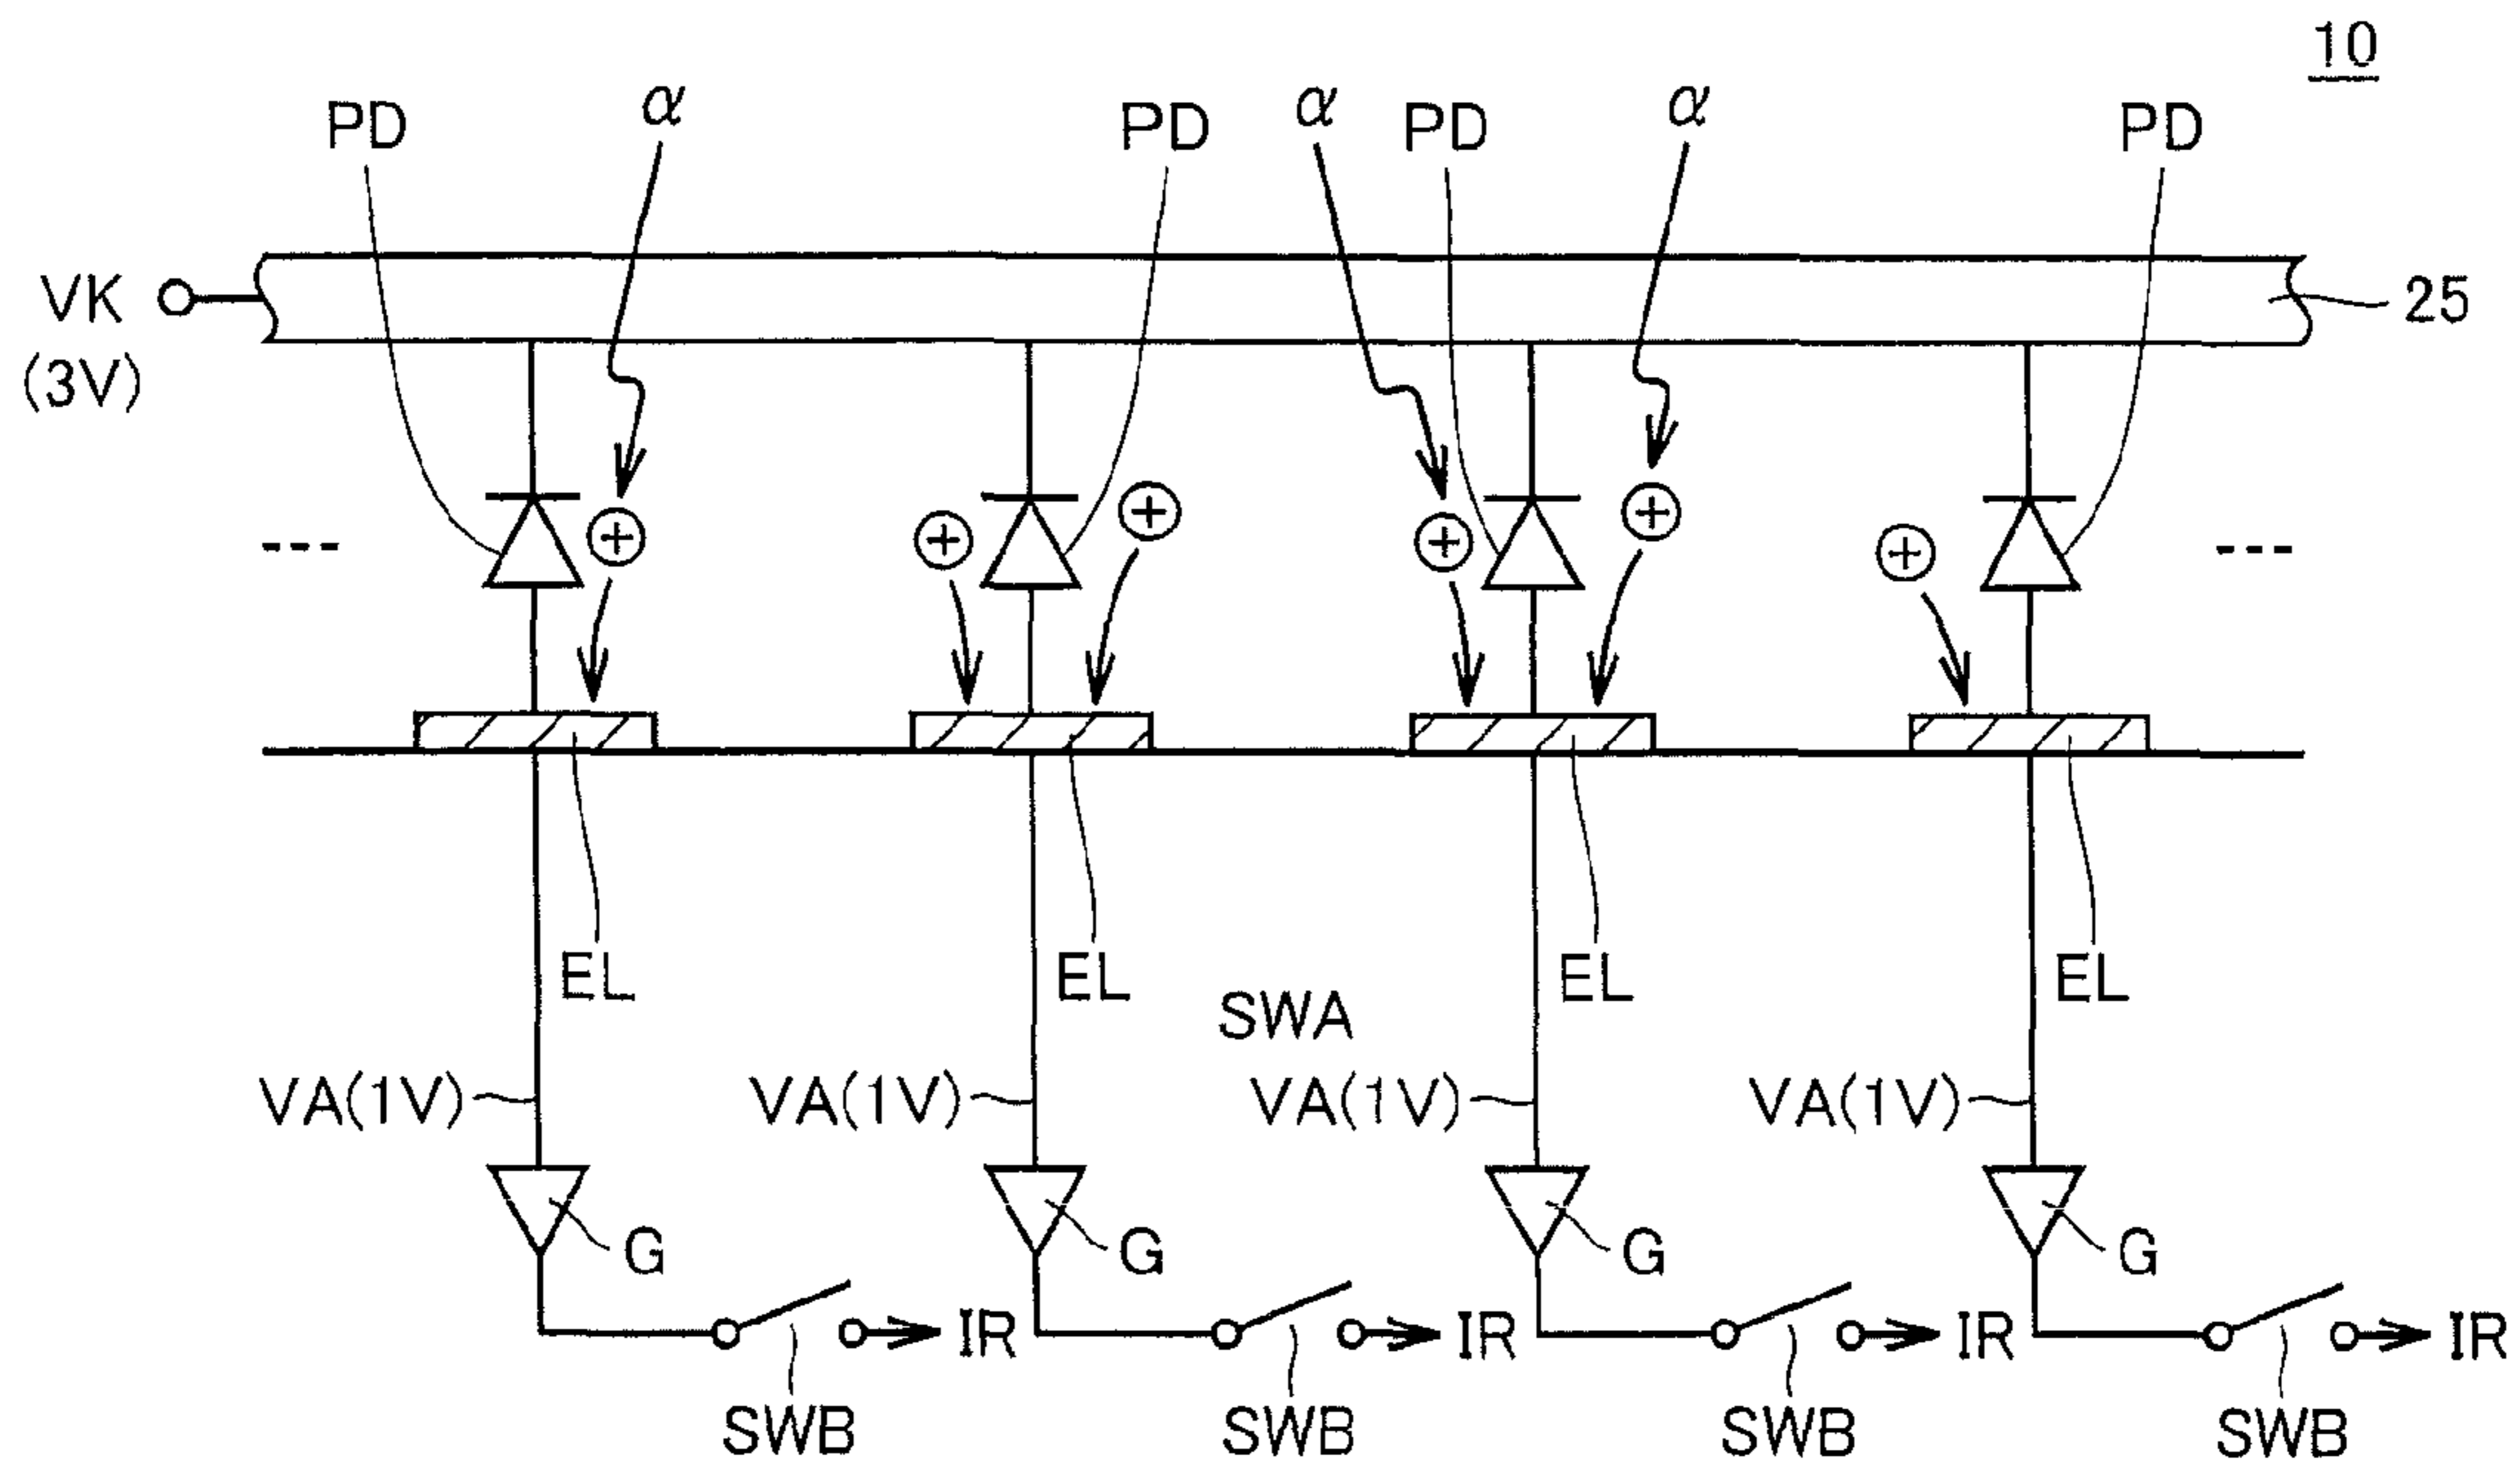 10
PD α PD α PD α PD
VK
(3V)
25
EL EL EL EL
SWA
VA(1V) VA(1V) VA(1V) VA(1V)
G G G G
IR IR IR IR
SWB SWB SWB SWB